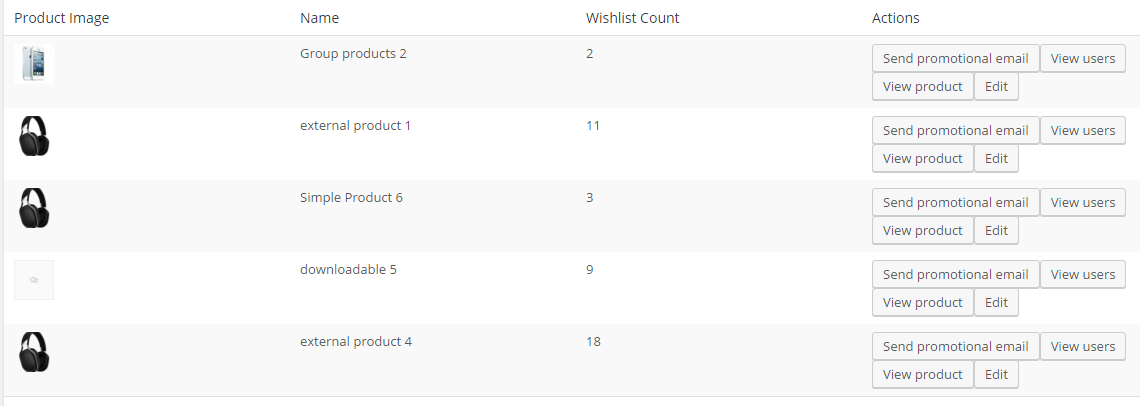 Product Image Name Wishlist Count Actions
Group products 2 2 Send promotional email View users
View product Edit
external product 1 11 Send promotional email View users
View product Edit
Simple Product 6 3 Send promotional email View users
View product Edit
downloadable 5 9 Send promotional email View users
View product Edit
external product 4 18 Send promotional email View users
View product Edit